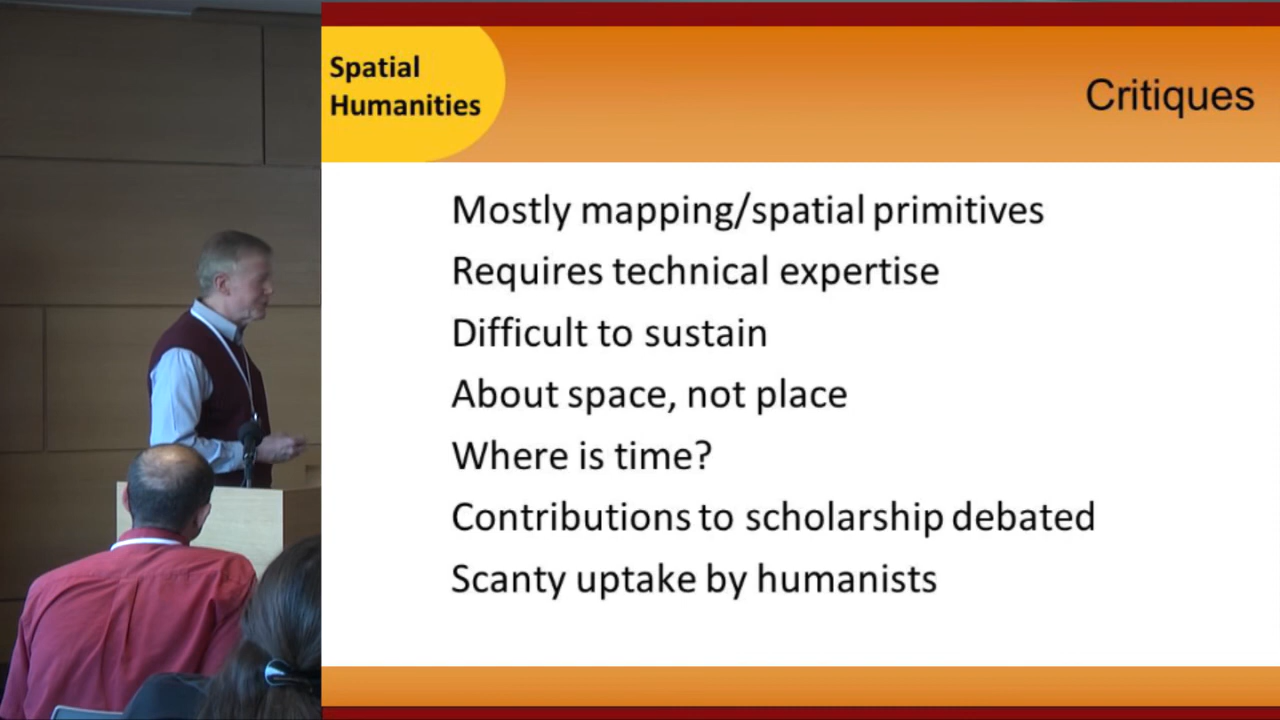 Spatial
Humanities
Critiques
Mostly mapping/spatial primitives
Requires technical expertise
Difficult to sustain
About space, not place
Where is time?
Contributions to scholarship debated
Scanty uptake by humanists